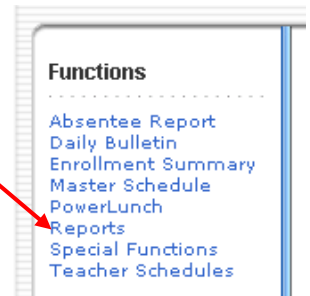 Functions
Absentee Report
Daily Bulletin
Enrollment Summary
Master Schedule
PowerLunch
Reports
Special Functions
Teacher Schedules